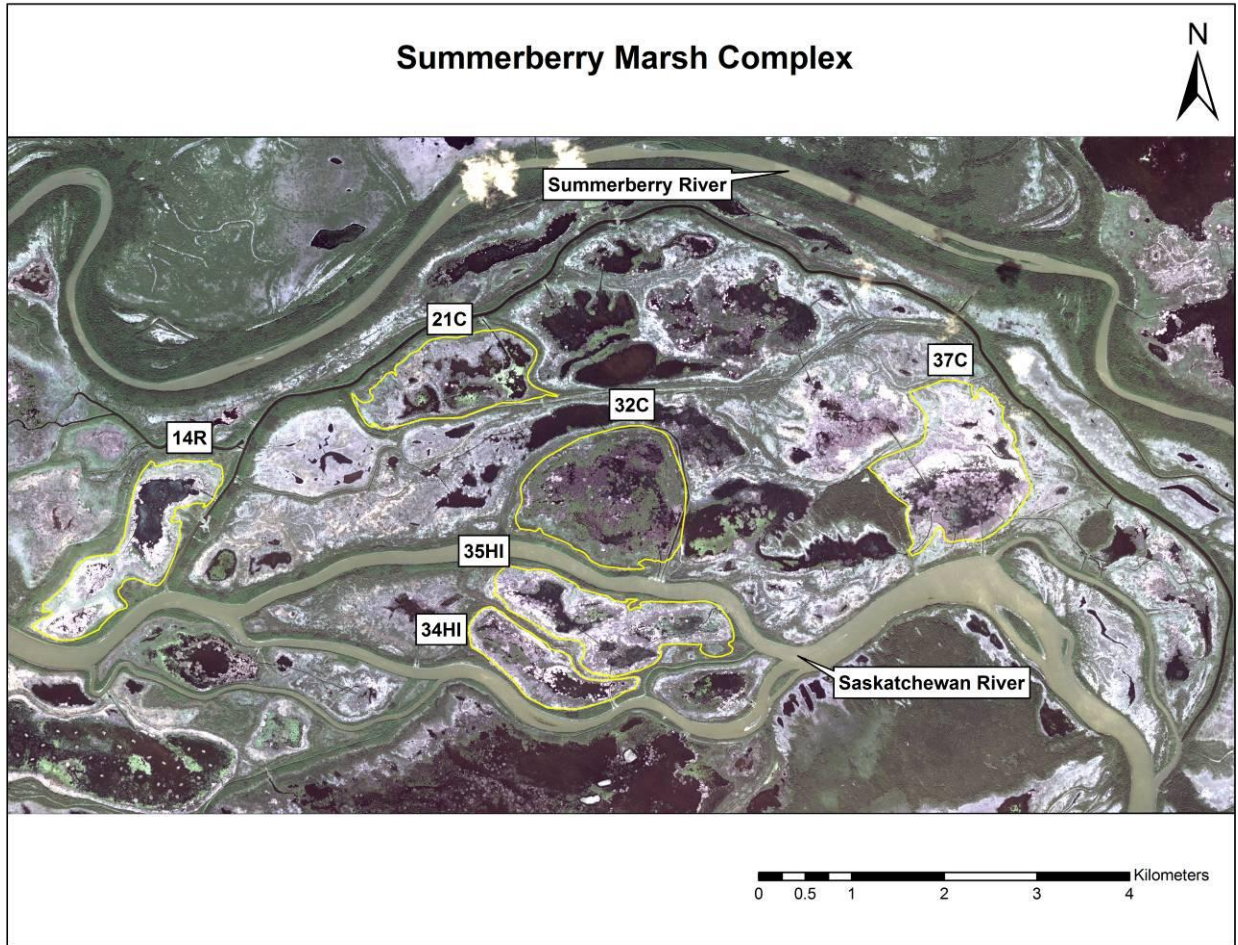 Summerberry Marsh Complex
N
Summerberry River
21C
37C
32C
14R
35HI
34HI
Saskatchewan River
Kilometers
0 0.5 1 2 3 4